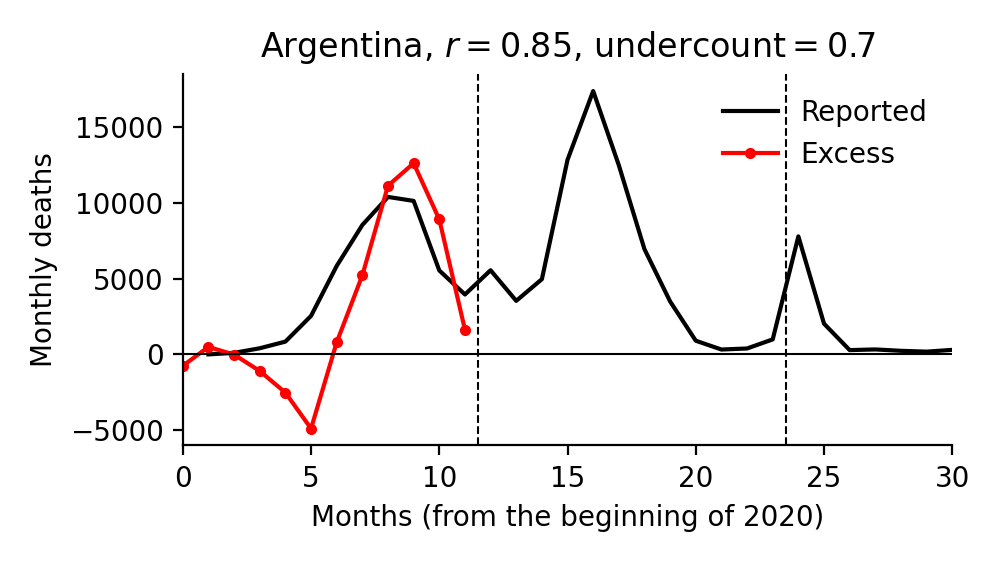 Argentina, r = 0.85, undercount = 0.7
Monthly deaths
15000
10000
5000
0
−5000
Reported
Excess
0 5 10 15 20 25 30
Months (from the beginning of 2020)